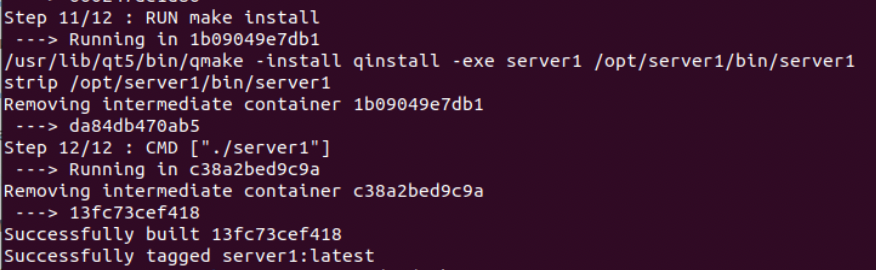 Step 11/12 : RUN make install
---> Running in 1b09049e7db1
/usr/lib/qt5/bin/qmake -install qinstall -exe server1 /opt/server1/bin/server1
strip /opt/server1/bin/server1
Removing intermediate container 1b09049e7db1
---> da84db470ab5
Step 12/12 : CMD ["./server1"]
---> Running in c38a2bed9c9a
Removing intermediate container c38a2bed9c9a
---> 13fc73cef418
Successfully built 13fc73cef418
Successfully tagged server1:latest